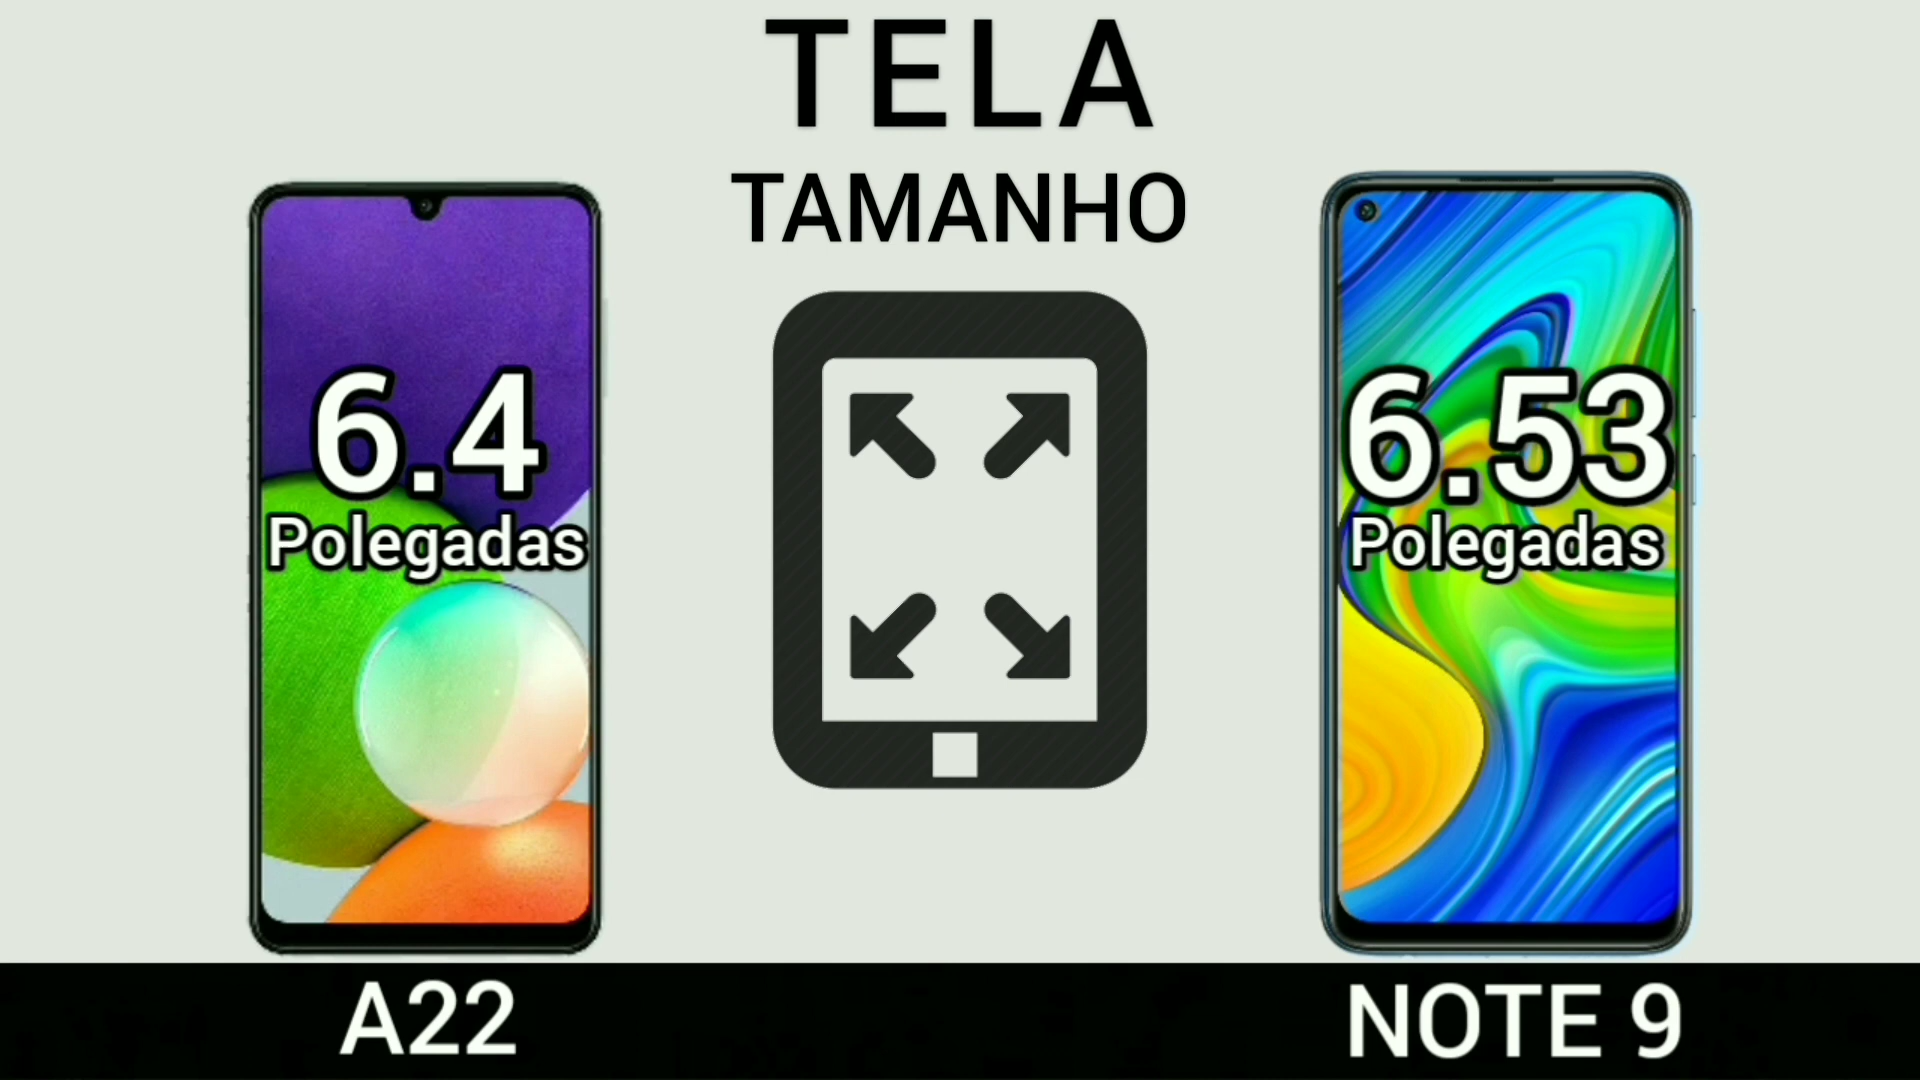 TELA
TAMANHO
6.4
Polegadas
6.53
Polegadas
A22
NOTE 9